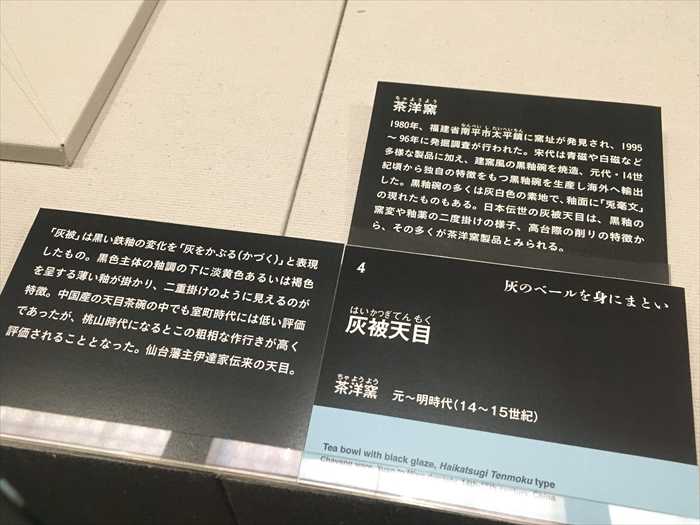 ちゃようよう
茶洋窯
なんぺい し たいへいちん
1980年、福建省南平市太平鎮に窯址が発見され、1995
～96年に発掘調査が行われた。宋代は青磁や白磁など
多様な製品に加え、建窯風の黒釉碗を焼造、元代・14世
紀頃から独自の特徴をもつ黒釉碗を生産し海外へ輸出
した。黒釉碗の多くは灰白色の素地で、釉面に「兎毫文」
の現れたものもある。日本伝世の灰被天目は、黒釉の
窯変や釉薬の二度掛けの様子、高台際の削りの特徴か
ら、その多くが茶洋窯製品とみられる。
「灰被」は黒い鉄釉の変化を「灰をかぶる(かづく)」と表現
したもの。黒色主体の釉調の下に淡黄色あるいは褐色
を呈する薄い釉が掛かり、二重掛けのように見えるのが
特徴。中国産の天目茶碗の中でも室町時代には低い評価
であったが、桃山時代になるとこの粗相な作行きが高く
評価されることとなった。仙台藩主伊達家伝来の天目。
4
灰のベールを身にまとい
はいかつぎてんもく
灰被天目
ちゃようよう
茶洋窯 元～明時代(14～15世紀)
Tea bowl with black glaze, Haikatsugi Tenmoku type